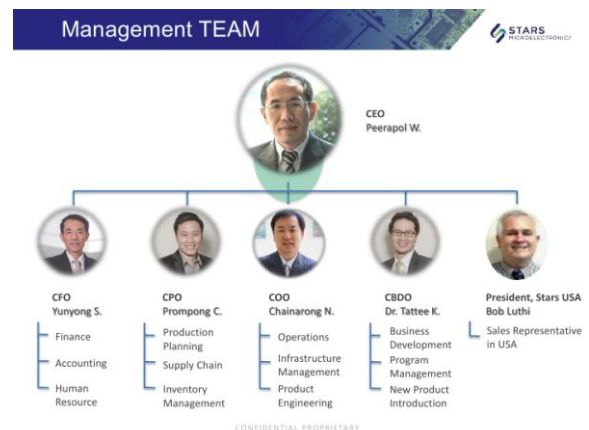 Management TEAM
STARS
MICROELECTRONICS
CEO
Peerapol W.
CFO
Yunyong S.
Finance
Accounting
Human
Resource
CPO
Prompong C.
Production
Planning
Supply Chain
Inventory
Management
COO
Chainarong N.
Operations
Infrastructure
Management
Product
Engineering
CBDO
Dr. Tattee K.
Business
Development
Program
Management
New Product
Introduction
President, Stars USA
Bob Luthi
Sales Representative
in USA
CONFIDENTIAL PROPRIETARY